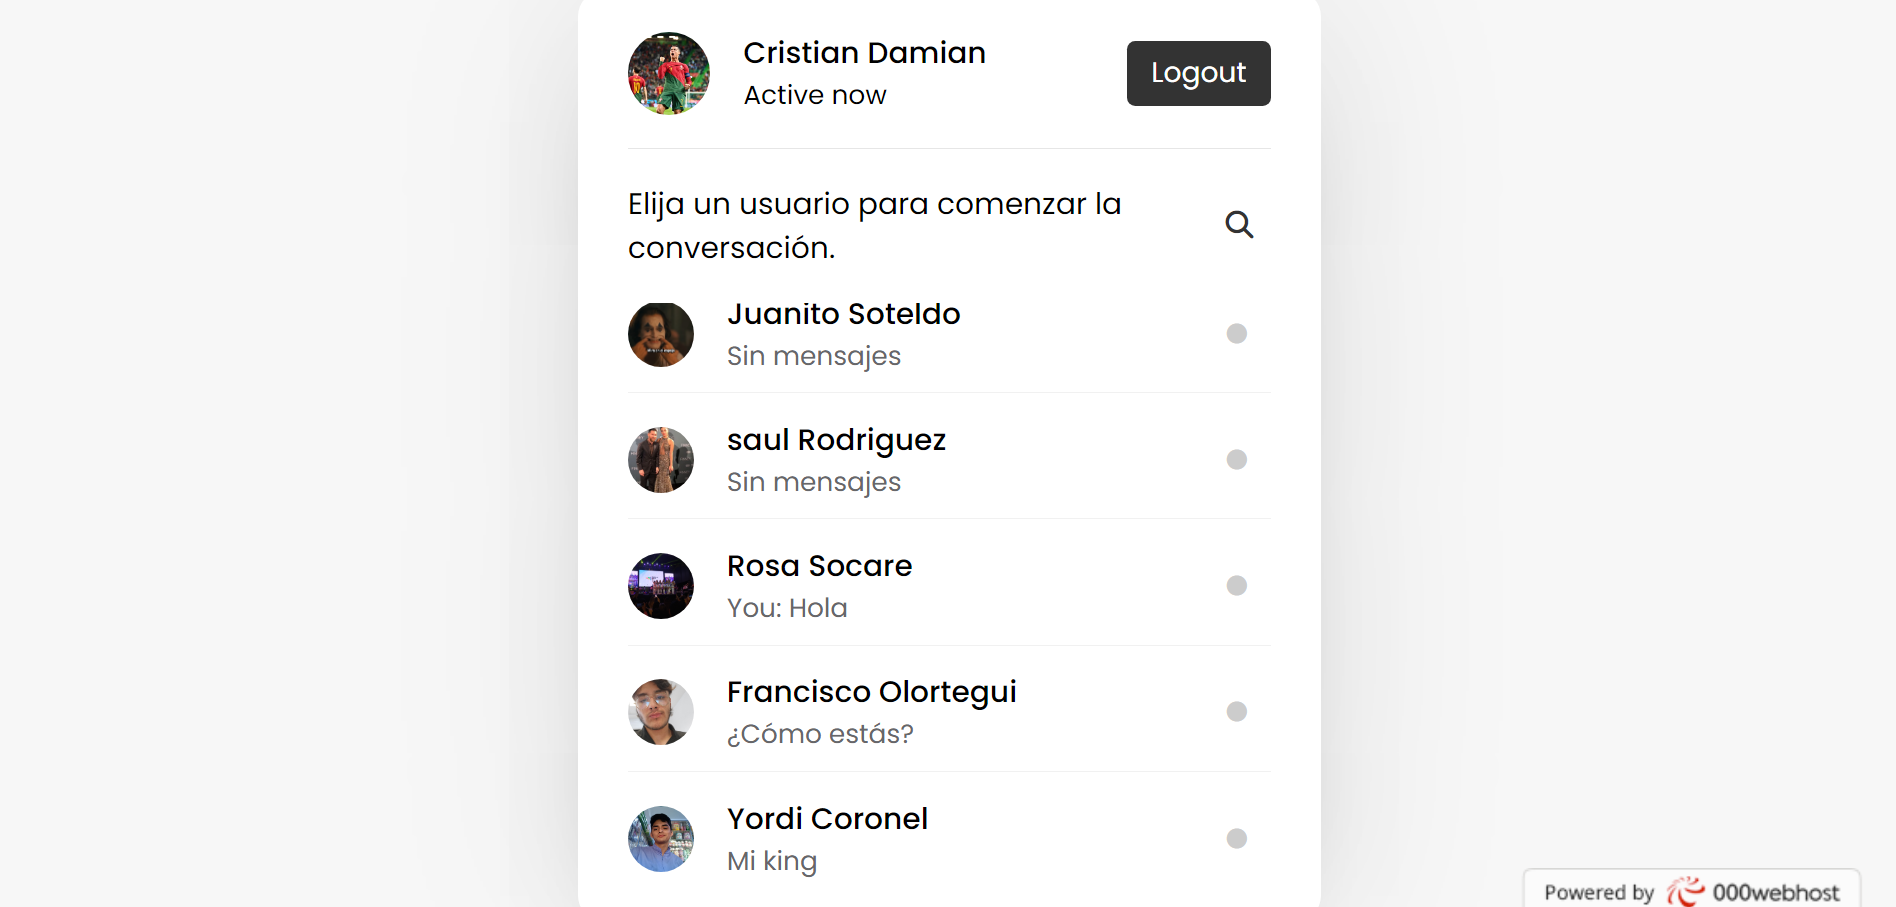 Cristian Damian
Active now
Logout
Elija un usuario para comenzar la
conversación.
Juanito Soteldo
Sin mensajes
saul Rodriguez
Sin mensajes
Rosa Socare
You: Hola
Francisco Olortegui
¿Cómo estás?
Yordi Coronel
Mi king
Powered by 000webhost